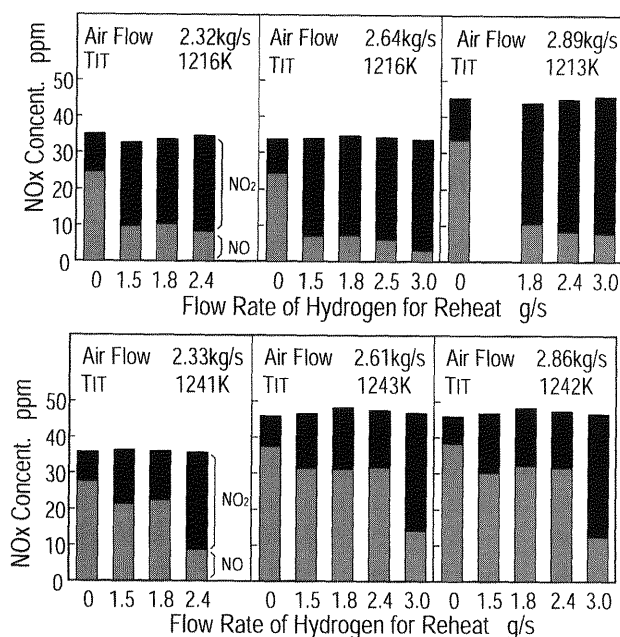 Air Flow 2.32kg/s
TIT 1216K
Air Flow 2.64kg/s
TIT 1216K
Air Flow 2.89kg/s
TIT 1213K
NOx Concent. ppm
50
40
30
20
10
0
NO₂
NO
0 1.5 1.8 2.4
0 1.5 1.8 2.5 3.0
0 1.8 2.4 3.0
Flow Rate of Hydrogen for Reheat g/s
Air Flow 2.33kg/s
TIT 1241K
Air Flow 2.61kg/s
TIT 1243K
Air Flow 2.86kg/s
TIT 1242K
NOx Concent. ppm
50
40
30
20
10
0
NO₂
NO
0 1.5 1.8 2.4
0 1.5 1.8 2.4 3.0
0 1.5 1.8 2.4 3.0
Flow Rate of Hydrogen for Reheat g/s